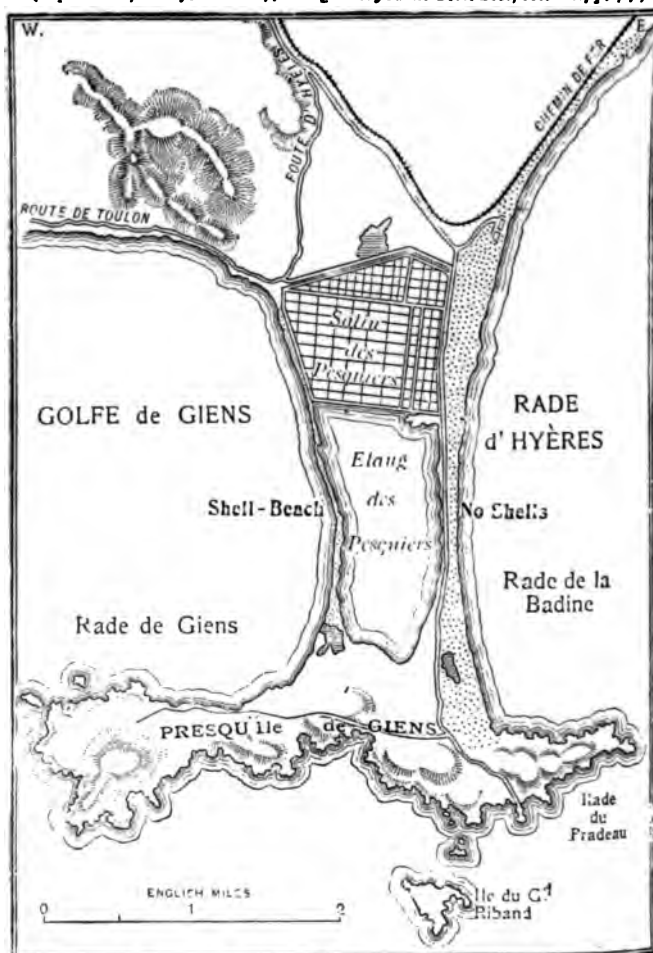 W.
E.
CHEMIN DE FER
ROUTE D'HYÈRES
ROUTE DE TOULON
Salin
des
Pesquiers
GOLFE de GIENS
RADE
d'HYÈRES
Etang
des
Pesquiers
Shell-Beach
No Shells
Rade de la
Badine
Rade de Giens
PRESQU'île de GIENS
Rade
du
Pradeau
ENGLISH MILES
0 1 2
Ile du Gd
Riband